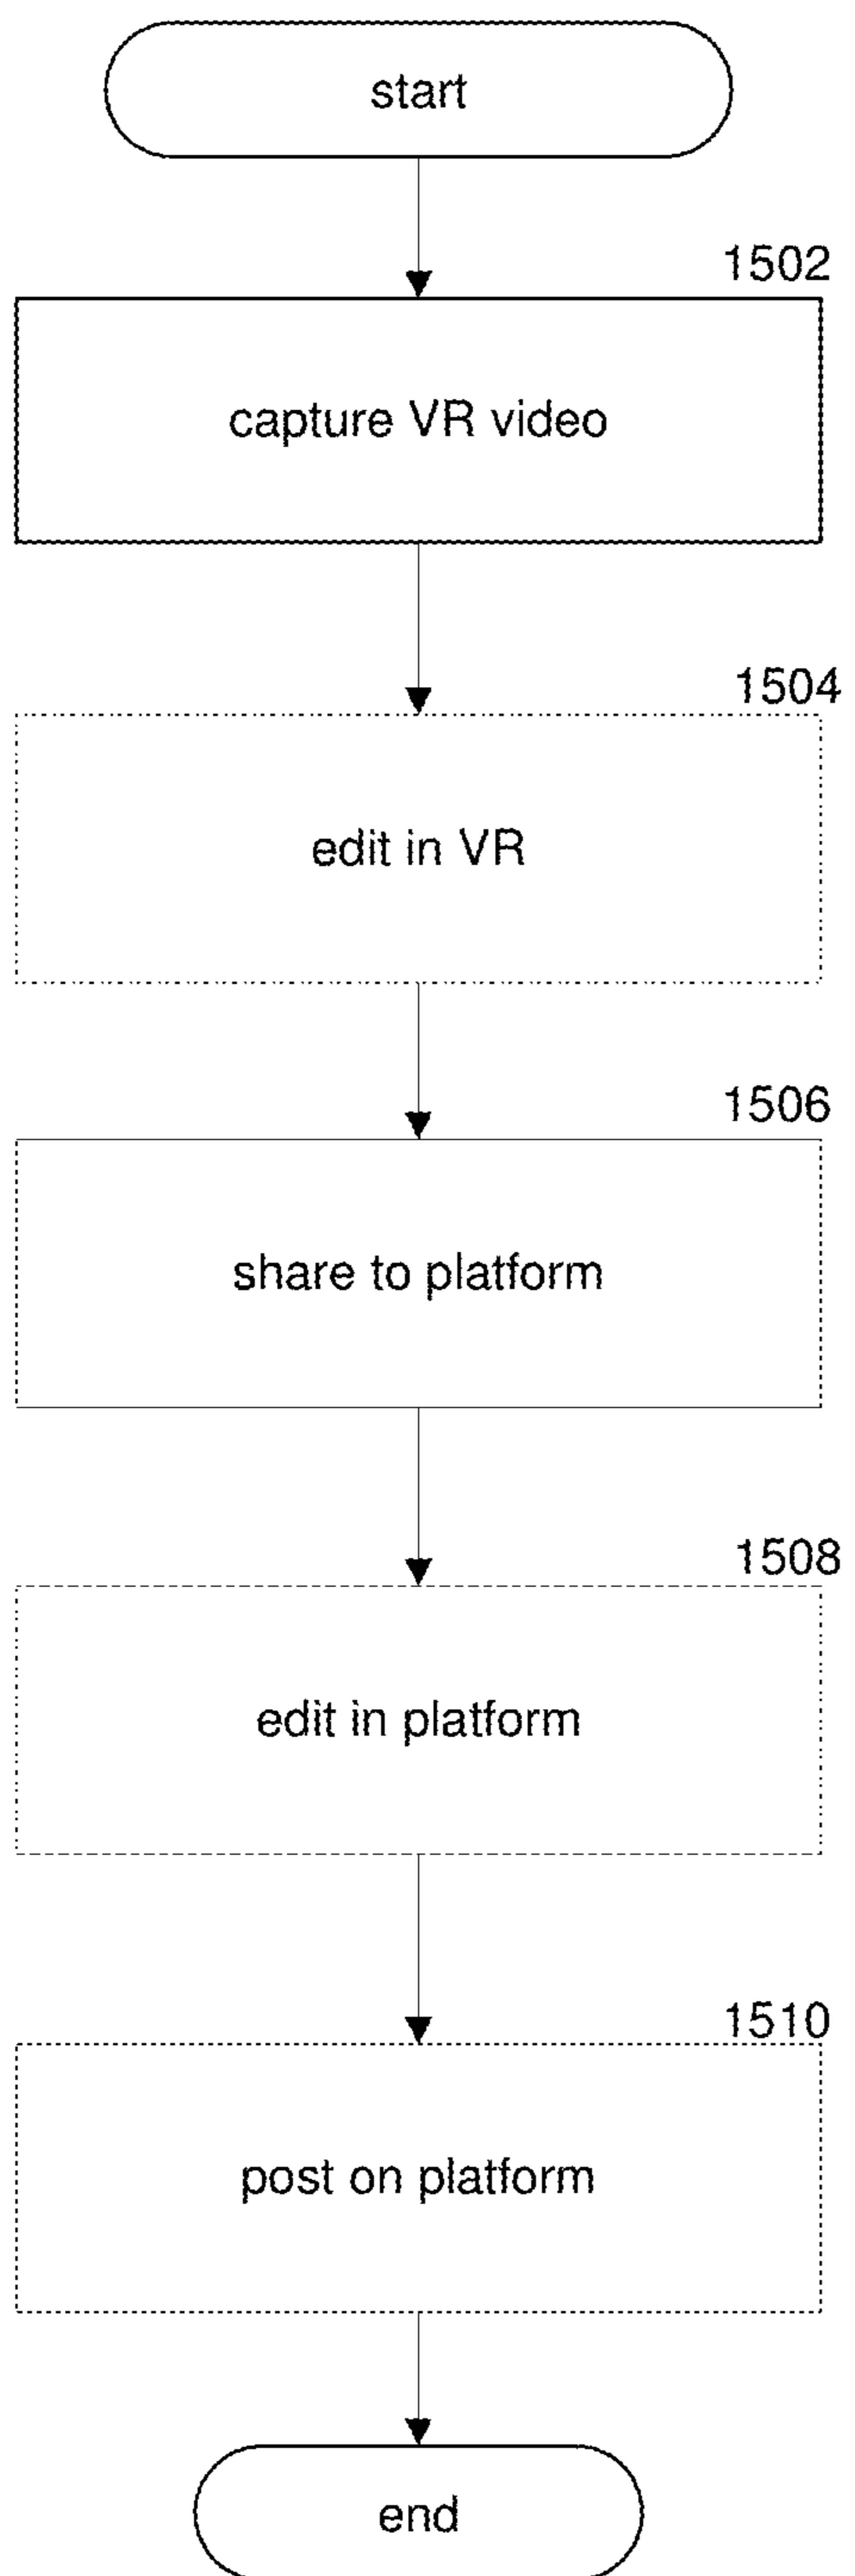 start
1502
capture VR video
1504
edit in VR
1506
share to platform
1508
edit in platform
1510
post on platform
end